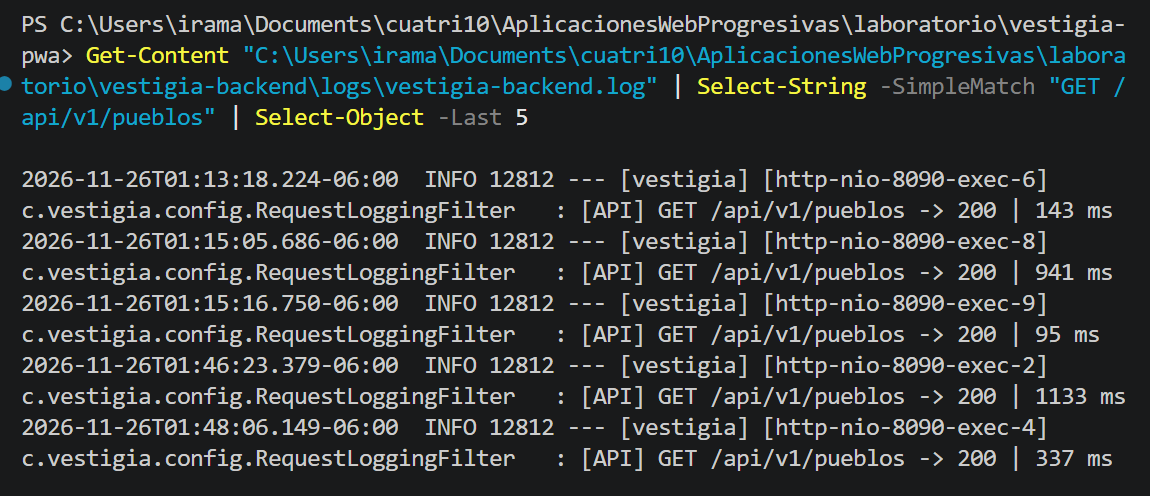 PS C:\Users\irama\Documents\cuatri10\AplicacionesWebProgresivas\laboratorio\vestigia-
pwa> Get-Content "C:\Users\irama\Documents\cuatri10\AplicacionesWebProgresivas\labora
torio\vestigia-backend\logs\vestigia-backend.log" | Select-String -SimpleMatch "GET /
api/v1/pueblos" | Select-Object -Last 5
2026-11-26T01:13:18.224-06:00  INFO 12812 --- [vestigia] [http-nio-8090-exec-6]
c.vestigia.config.RequestLoggingFilter   : [API] GET /api/v1/pueblos -> 200 | 143 ms
2026-11-26T01:15:05.686-06:00  INFO 12812 --- [vestigia] [http-nio-8090-exec-8]
c.vestigia.config.RequestLoggingFilter   : [API] GET /api/v1/pueblos -> 200 | 941 ms
2026-11-26T01:15:16.750-06:00  INFO 12812 --- [vestigia] [http-nio-8090-exec-9]
c.vestigia.config.RequestLoggingFilter   : [API] GET /api/v1/pueblos -> 200 | 95 ms
2026-11-26T01:46:23.379-06:00  INFO 12812 --- [vestigia] [http-nio-8090-exec-2]
c.vestigia.config.RequestLoggingFilter   : [API] GET /api/v1/pueblos -> 200 | 1133 ms
2026-11-26T01:48:06.149-06:00  INFO 12812 --- [vestigia] [http-nio-8090-exec-4]
c.vestigia.config.RequestLoggingFilter   : [API] GET /api/v1/pueblos -> 200 | 337 ms